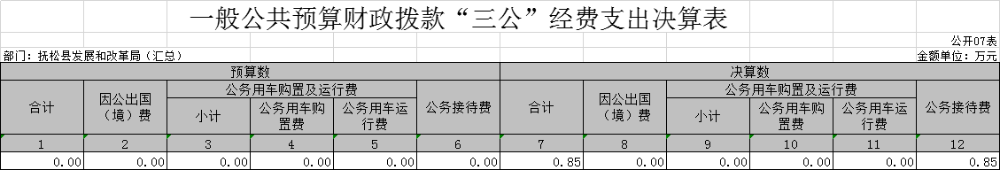 一般公共预算财政拨款“三公”经费支出决算表
公开07表
部门：抚松县发展和改革局（汇总） 金额单位：万元
预算数 决算数
合计 因公出国（境）费 公务用车购置及运行费 公务接待费 合计 因公出国（境）费 公务用车购置及运行费 公务接待费
小计 公务用车购置费 公务用车运行费 小计 公务用车购置费 公务用车运行费
1 2 3 4 5 6 7 8 9 10 11 12
0.00 0.00 0.00 0.00 0.00 0.00 0.85 0.00 0.00 0.00 0.00 0.85